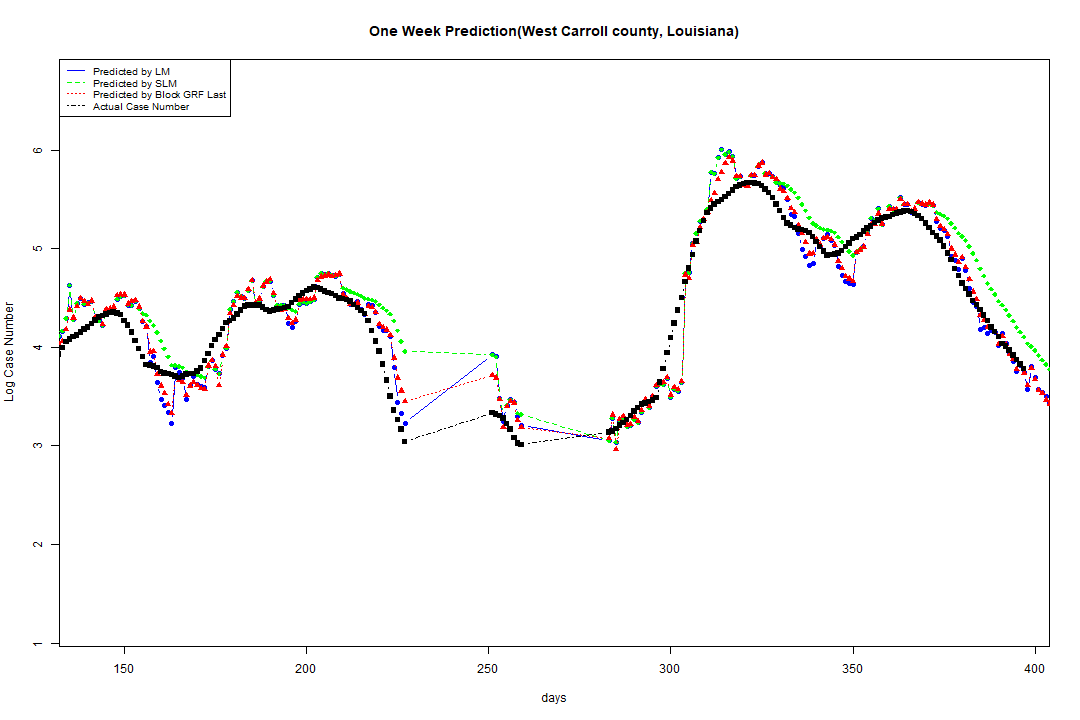 One Week Prediction(West Carroll county, Louisiana)
Predicted by LM
Predicted by SLM
Predicted by Block GRF Last
Actual Case Number
Log Case Number
6
5
4
3
2
1
150 200 250 300 350 400
days